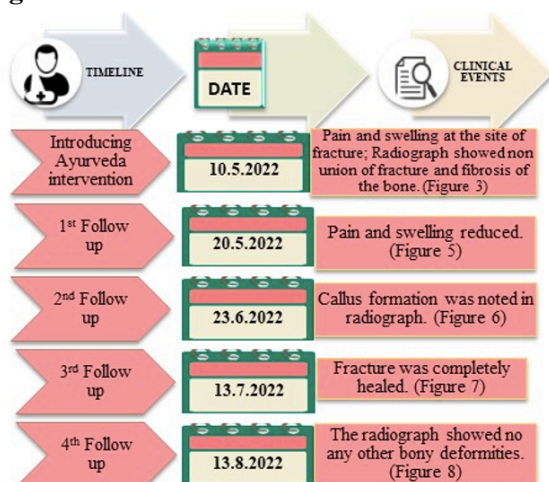 TIMELINE
DATE
CLINICAL
EVENTS
Introducing
Ayurveda
intervention
10.5.2022
Pain and swelling at the site of
fracture; Radiograph showed non
union of fracture and fibrosis of
the bone. (Figure 3)
1st Follow
up
20.5.2022
Pain and swelling reduced.
(Figure 5)
2nd Follow
up
23.6.2022
Callus formation was noted in
radiograph. (Figure 6)
3rd Follow
up
13.7.2022
Fracture was completely
healed. (Figure 7)
4th Follow
up
13.8.2022
The radiograph showed no
any other bony deformities.
(Figure 8)